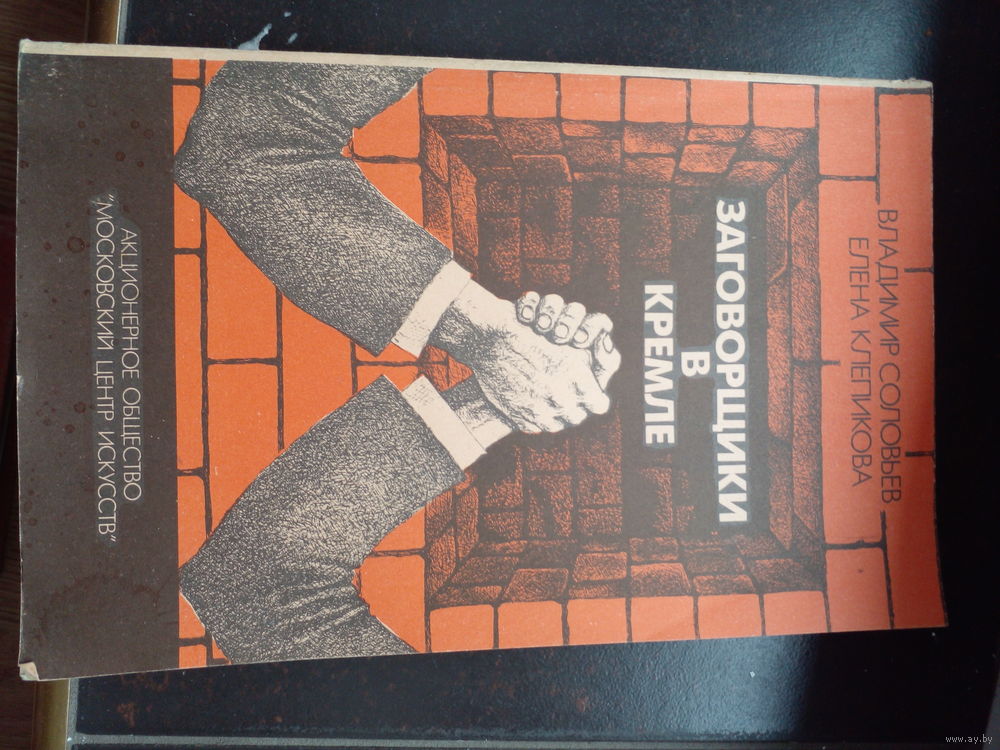 ВЛАДИМИР СОЛОВЬЕВ
ЕЛЕНА КЛЕПИКОВА
ЗАГОВОРЩИКИ
В
КРЕМЛЕ
АКЦИОНЕРНОЕ ОБЩЕСТВО
"МОСКОВСКИЙ ЦЕНТР ИСКУССТВ"
www.ay.by